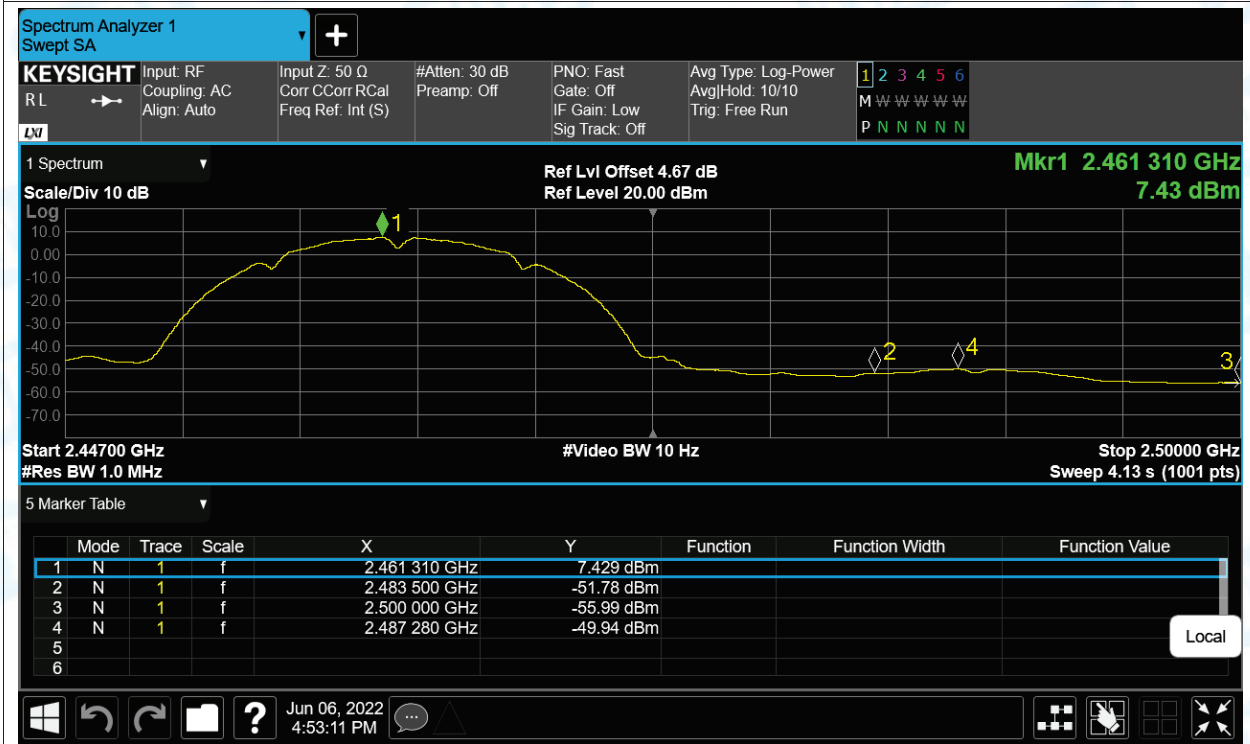 Spectrum Analyzer 1
Swept SA
+
KEYSIGHT Input: RF Input Z: 50 Ω #Atten: 30 dB PNO: Fast Avg Type: Log-Power 1 2 3 4 5 6
R L Coupling: AC Corr CCorr RCal Preamp: Off Gate: Off Avg|Hold: 10/10 M W W W W W
Align: Auto Freq Ref: Int (S) IF Gain: Low Trig: Free Run
LXI Sig Track: Off P N N N N N
1 Spectrum Ref Lvl Offset 4.67 dB Mkr1 2.461 310 GHz
Scale/Div 10 dB Ref Level 20.00 dBm 7.43 dBm
Log
1
10.0
0.00
-10.0
-20.0
-30.0
-40.0
2 4
3
-50.0
-60.0
-70.0
Start 2.44700 GHz #Video BW 10 Hz Stop 2.50000 GHz
#Res BW 1.0 MHz Sweep 4.13 s (1001 pts)
5 Marker Table
Mode Trace Scale X Y Function Function Width Function Value
1 N 1 f 2.461 310 GHz 7.429 dBm
2 N 1 f 2.483 500 GHz -51.78 dBm
3 N 1 f 2.500 000 GHz -55.99 dBm
4 N 1 f 2.487 280 GHz -49.94 dBm
5
6
Local
? Jun 06, 2022
4:53:11 PM